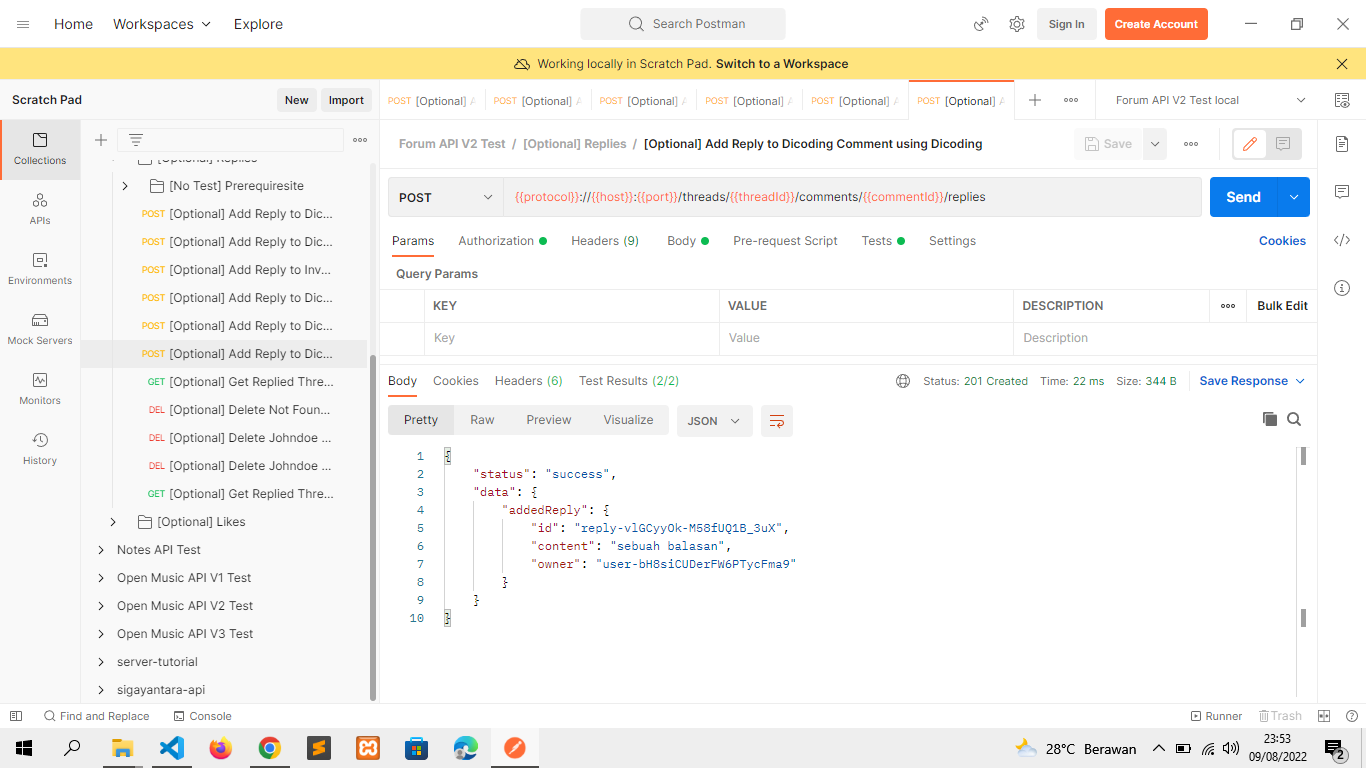 Home Workspaces Explore Search Postman Sign In Create Account
Working locally in Scratch Pad. Switch to a Workspace
Scratch Pad New Import
POST [Optional] POST [Optional] POST [Optional] POST [Optional] POST [Optional] POST [Optional] Forum API V2 Test local
Collections
APIs
Environments
Mock Servers
Monitors
History
[Optional] Replies
[No Test] Prerequiresite
POST [Optional] Add Reply to Dic...
POST [Optional] Add Reply to Dic...
POST [Optional] Add Reply to Inv...
POST [Optional] Add Reply to Dic...
POST [Optional] Add Reply to Dic...
POST [Optional] Add Reply to Dic...
GET [Optional] Get Replied Thre...
DEL [Optional] Delete Not Foun...
DEL [Optional] Delete Johndoe ...
DEL [Optional] Delete Johndoe ...
GET [Optional] Get Replied Thre...
[Optional] Likes
Notes API Test
Open Music API V1 Test
Open Music API V2 Test
Open Music API V3 Test
server-tutorial
sigayantara-api
Forum API V2 Test / [Optional] Replies / [Optional] Add Reply to Dicoding Comment using Dicoding Save
POST {{protocol}}://{{host}}:{{port}}/threads/{{threadId}}/comments/{{commentId}}/replies Send
Params Authorization Headers (9) Body Pre-request Script Tests Settings Cookies
Query Params
KEY VALUE DESCRIPTION Bulk Edit
Key Value Description
Body Cookies Headers (6) Test Results (2/2) Status: 201 Created Time: 22 ms Size: 344 B Save Response
Pretty Raw Preview Visualize JSON
1 {
2 "status": "success",
3 "data": {
4 "addedReply": {
5 "id": "reply-vlGCyyOk-M58fUQ1B_3uX",
6 "content": "sebuah balasan",
7 "owner": "user-bH8siCUDerFW6PTycFma9"
8 }
9 }
10 }
Find and Replace Console Runner Trash
28°C Berawan 23:53
09/08/2022 2